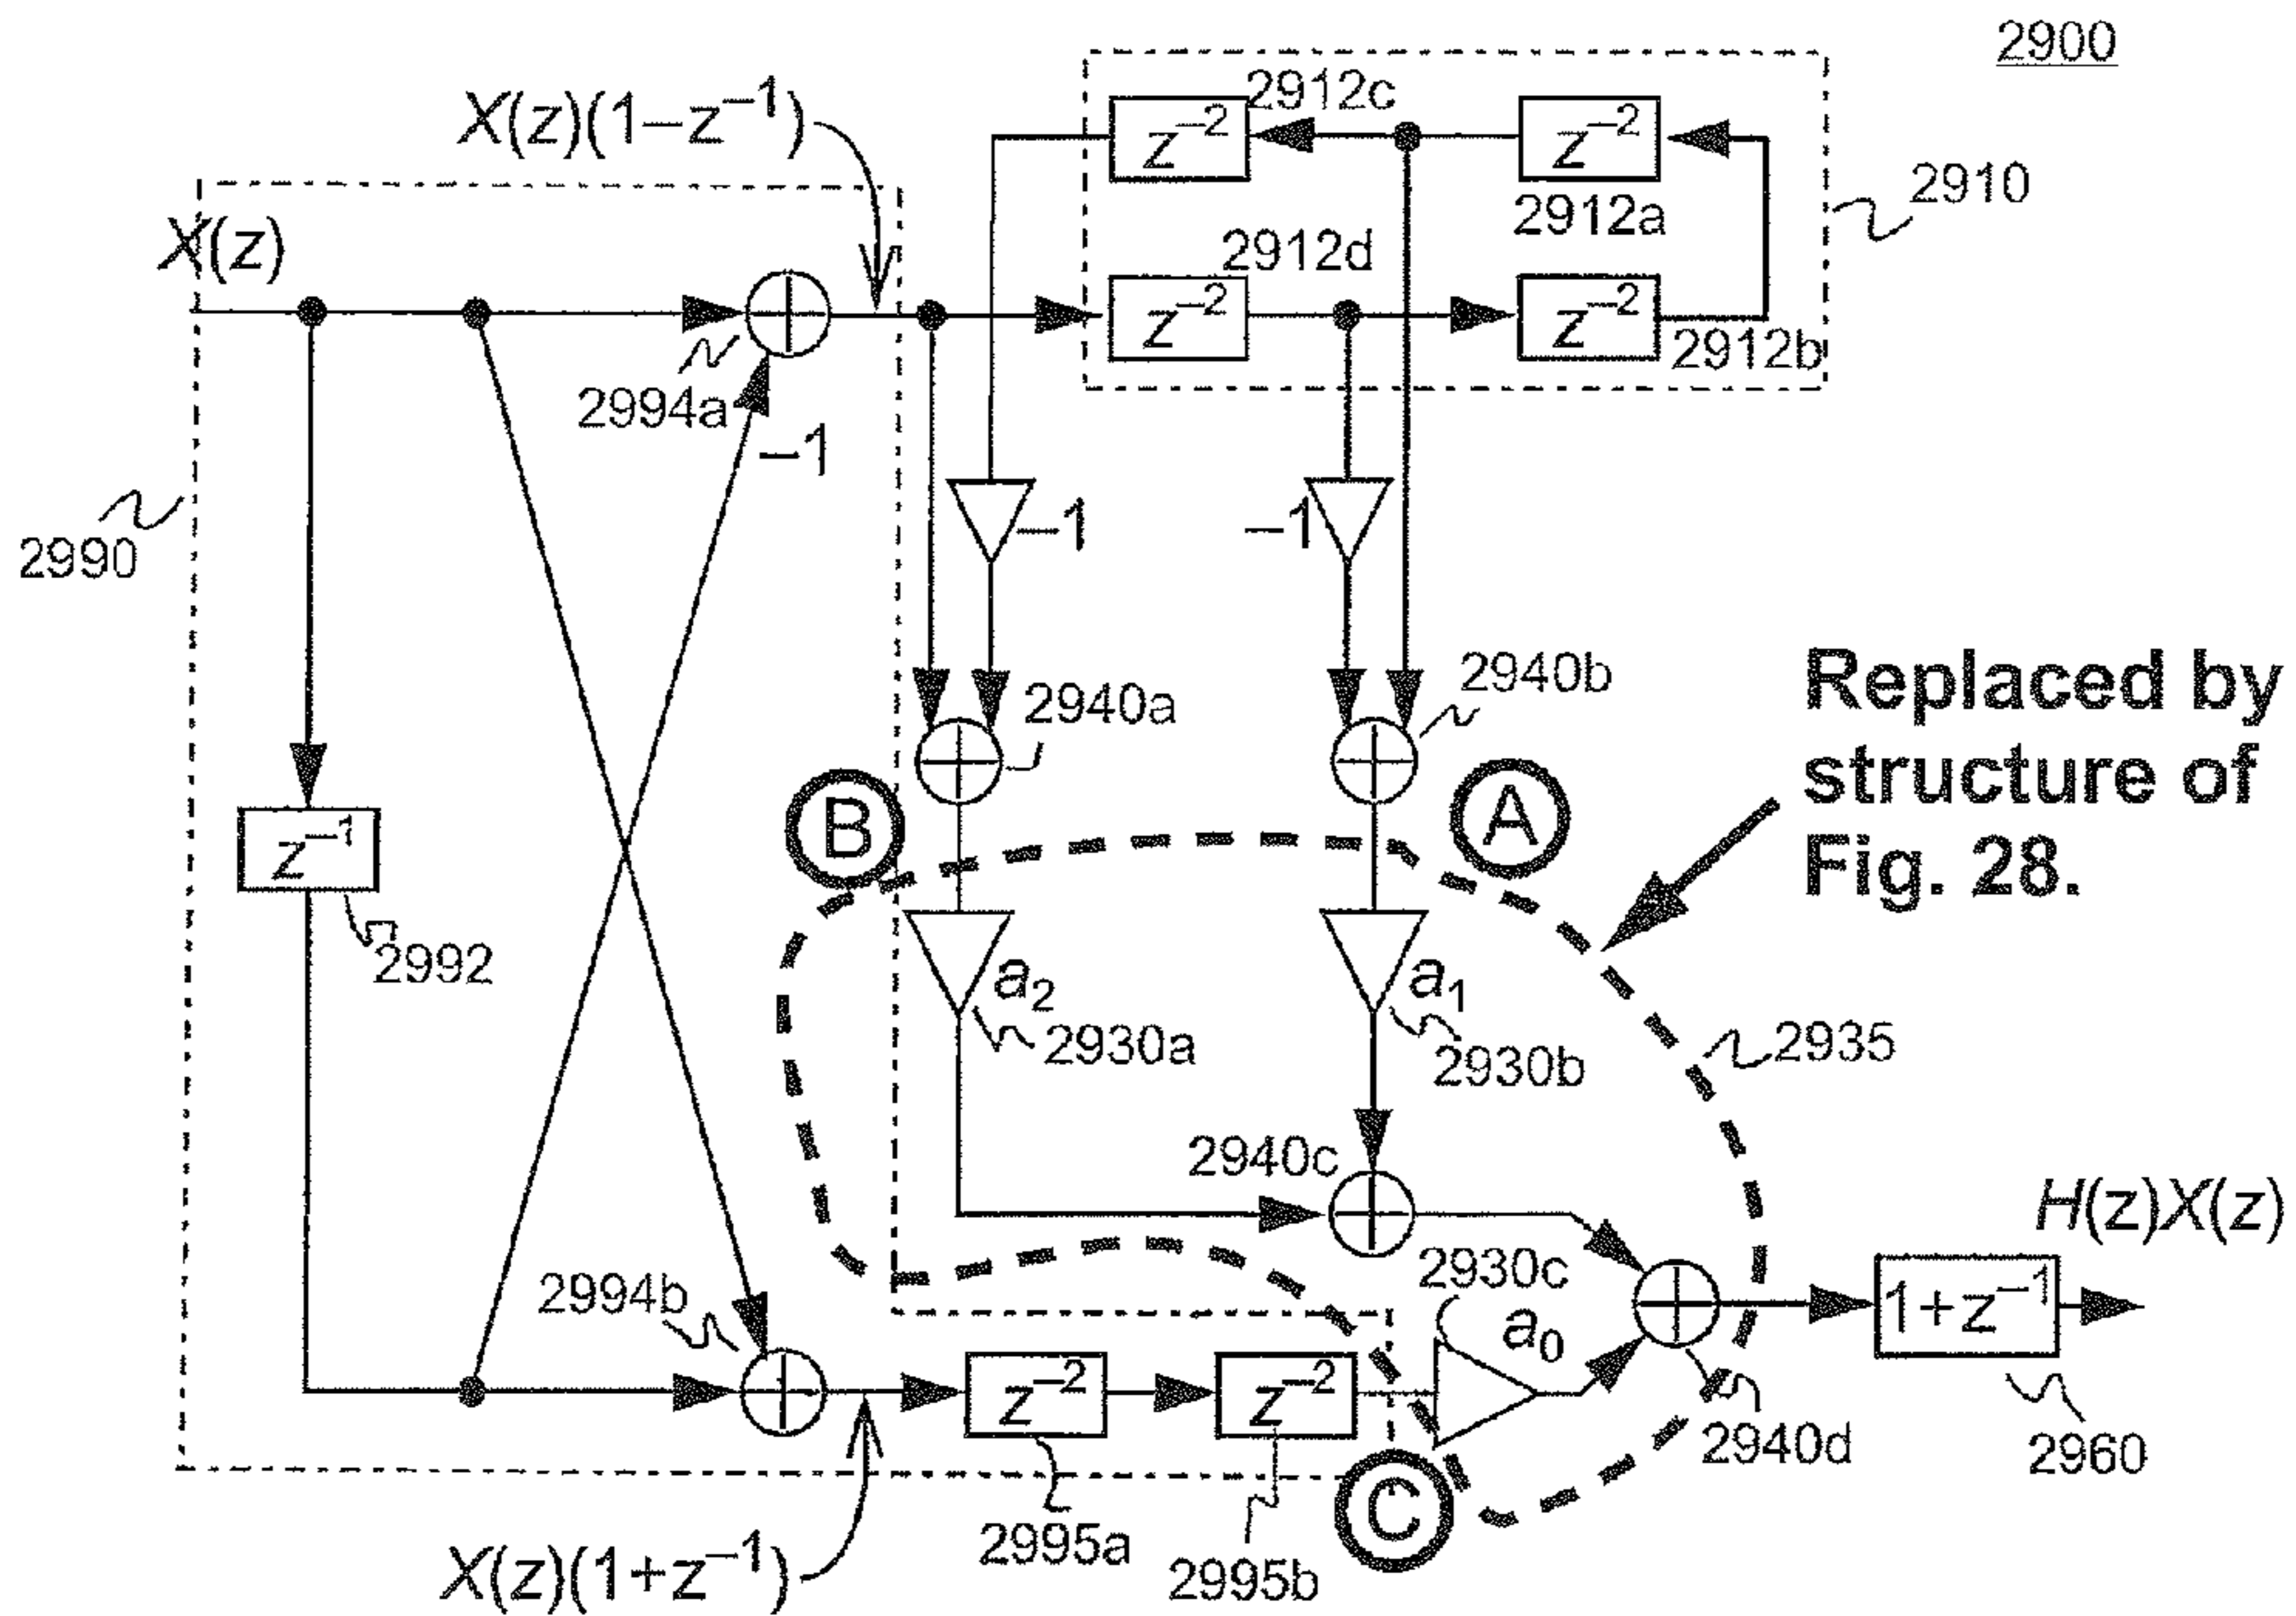 2900
X(z)(1–z⁻¹)
2912c
z⁻²
z⁻²
2910
2912a
X(z)
2912d
z⁻²
z⁻²
2912b
2994a
–1
–1
–1
2990
2940a
2940b
Replaced by
structure of
Fig. 28.
B
A
z⁻¹
2992
a₂
a₁
2930a
2930b
2935
2940c
H(z)X(z)
2994b
2930c
a₀
1+z⁻¹
z⁻²
z⁻²
2940d
2960
C
2995a
2995b
X(z)(1+z⁻¹)